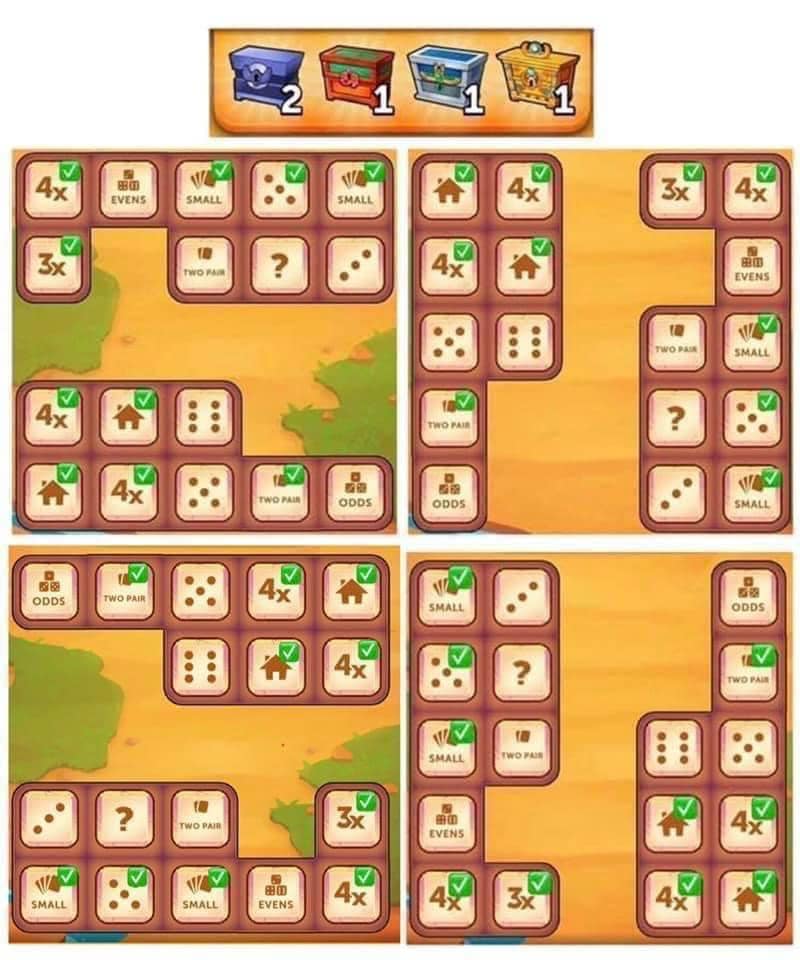 2 1 1 1
4x EVENS SMALL SMALL
3x TWO PAIR ?
4x
4x TWO PAIR ODDS
4x 3x 4x
4x EVENS
TWO PAIR SMALL
TWO PAIR ?
ODDS SMALL
ODDS TWO PAIR 4x
4x
? TWO PAIR 3x
SMALL SMALL EVENS 4x
SMALL ODDS
? TWO PAIR
SMALL TWO PAIR
EVENS 4x
4x 3x 4x